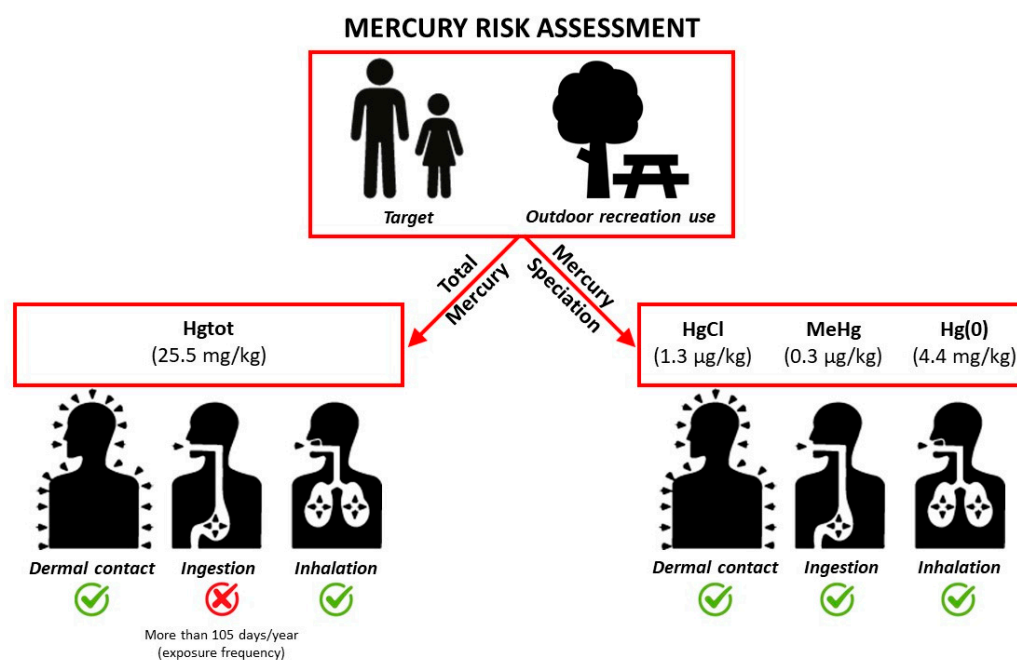 MERCURY RISK ASSESSMENT
Target
Outdoor recreation use
Total
Mercury
Mercury
Speciation
Hgtot
(25.5 mg/kg)
HgCl
(1.3 µg/kg)
MeHg
(0.3 µg/kg)
Hg(0)
(4.4 mg/kg)
Dermal contact
Ingestion
Inhalation
More than 105 days/year
(exposure frequency)
Dermal contact
Ingestion
Inhalation